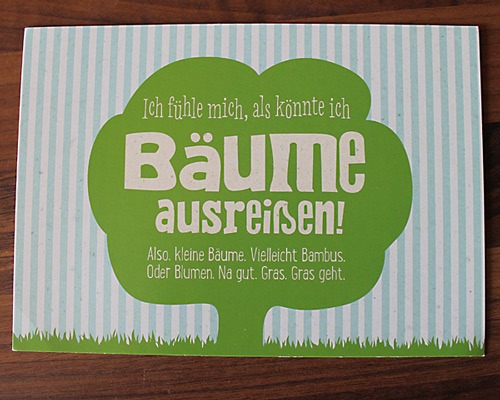 Ich fühle mich, als könnte ich
BÄUME
ausreißen!
Also, kleine Bäume. Vielleicht Bambus.
Oder Blumen. Na gut. Gras. Gras geht.